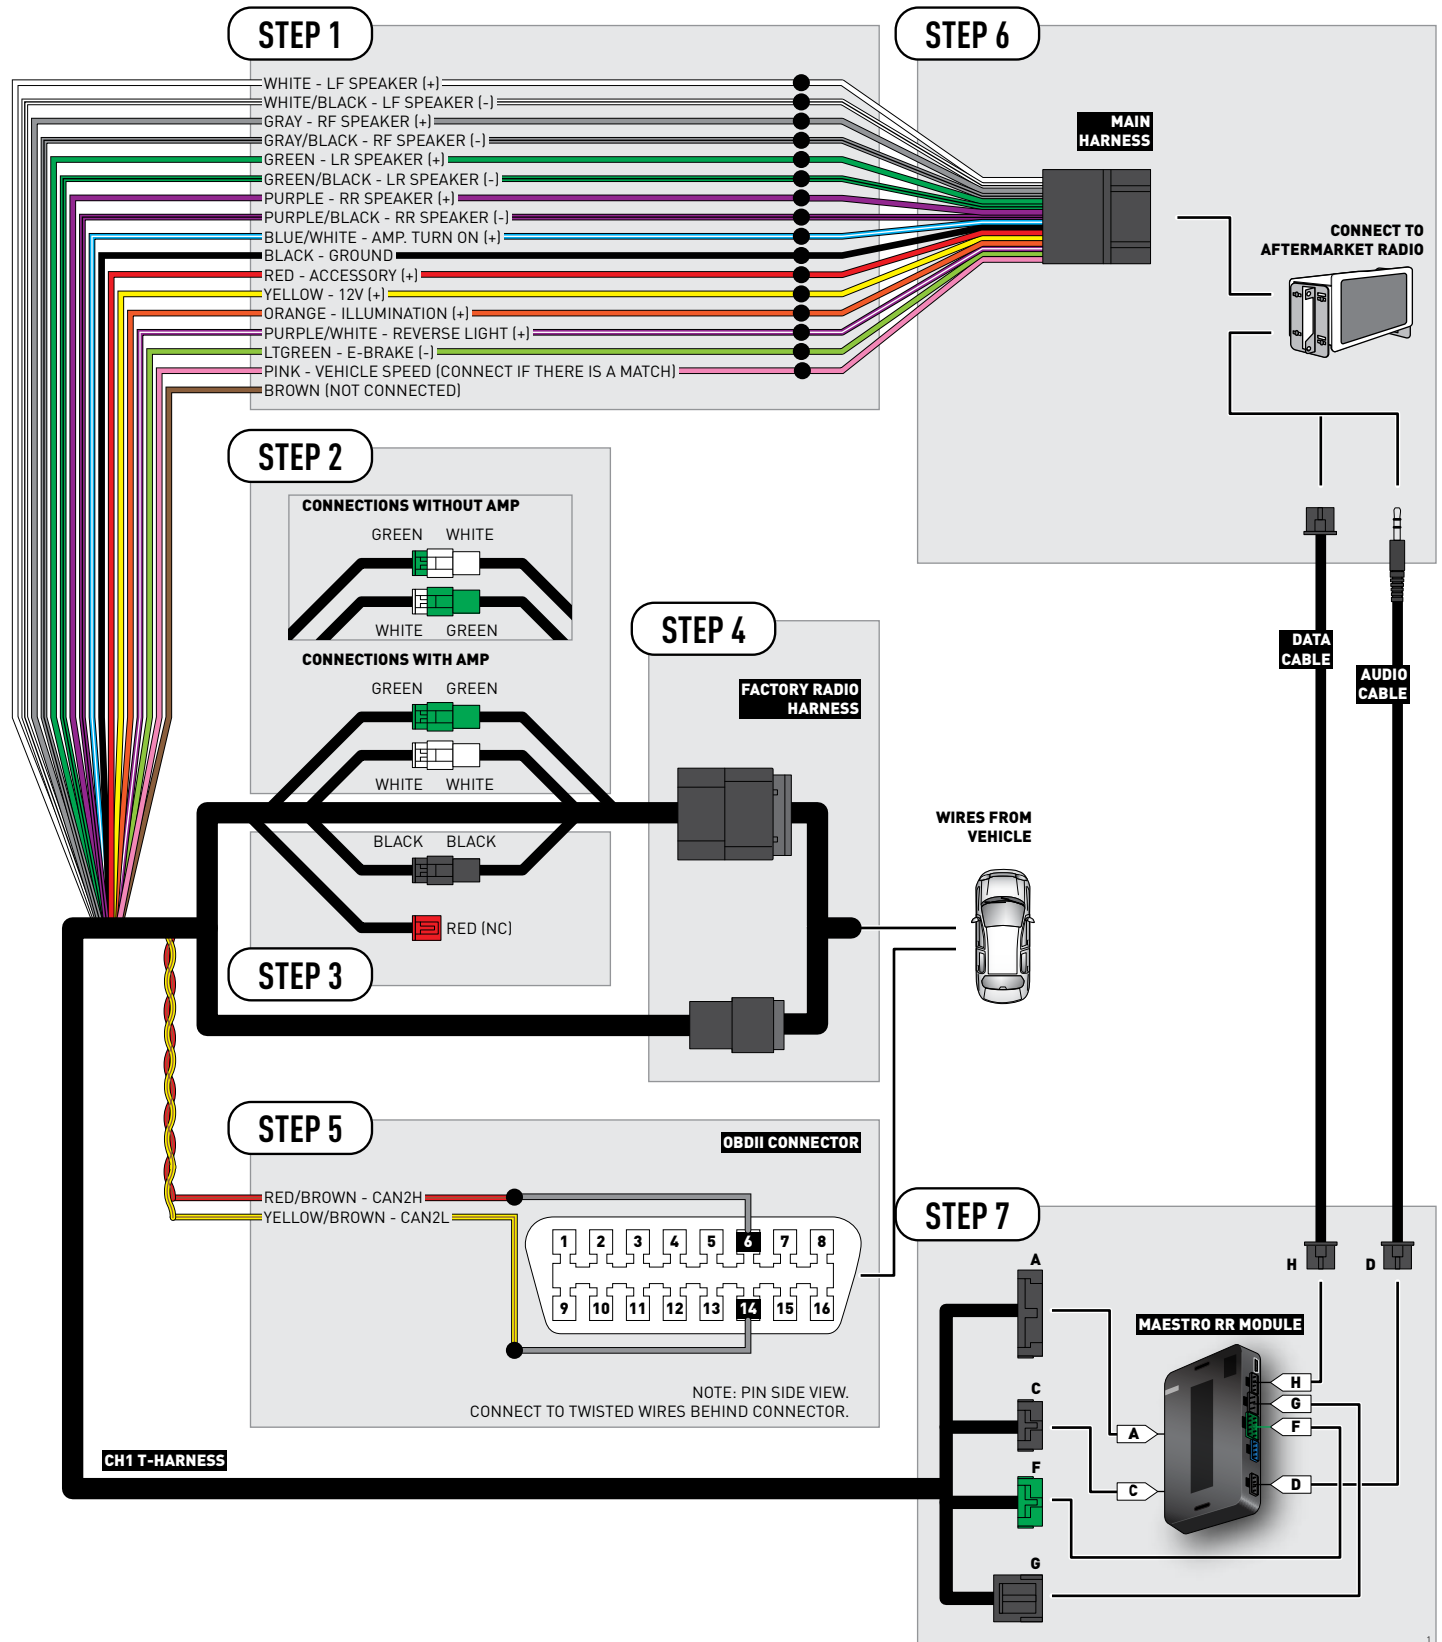 STEP 1
WHITE - LF SPEAKER (+)
WHITE/BLACK - LF SPEAKER (-)
GRAY - RF SPEAKER (+)
GRAY/BLACK - RF SPEAKER (-)
GREEN - LR SPEAKER (+)
GREEN/BLACK - LR SPEAKER (-)
PURPLE - RR SPEAKER (+)
PURPLE/BLACK - RR SPEAKER (-)
BLUE/WHITE - AMP. TURN ON (+)
BLACK - GROUND
RED - ACCESSORY (+)
YELLOW - 12V (+)
ORANGE - ILLUMINATION (+)
PURPLE/WHITE - REVERSE LIGHT (+)
LTGREEN - E-BRAKE (-)
PINK - VEHICLE SPEED (CONNECT IF THERE IS A MATCH)
BROWN (NOT CONNECTED)
STEP 6
MAIN
HARNESS
CONNECT TO
AFTERMARKET RADIO
DATA
CABLE
AUDIO
CABLE
STEP 2
CONNECTIONS WITHOUT AMP
GREEN WHITE
WHITE GREEN
CONNECTIONS WITH AMP
GREEN GREEN
WHITE WHITE
BLACK BLACK
RED (NC)
STEP 3
STEP 4
FACTORY RADIO
HARNESS
WIRES FROM
VEHICLE
STEP 5
OBDII CONNECTOR
RED/BROWN - CAN2H
YELLOW/BROWN - CAN2L
1 2 3 4 5 6 7 8
9 10 11 12 13 14 15 16
NOTE: PIN SIDE VIEW.
CONNECT TO TWISTED WIRES BEHIND CONNECTOR.
CH1 T-HARNESS
STEP 7
H D
A
MAESTRO RR MODULE
H
G
C
A
F
F
C
D
G
1